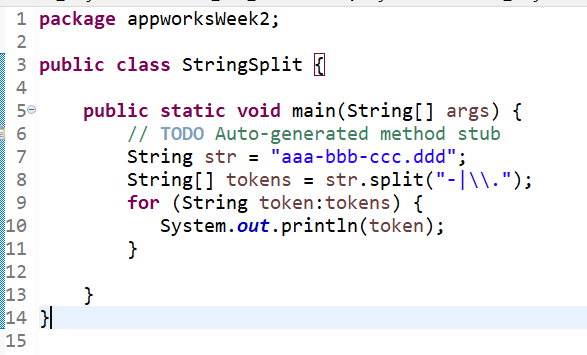 1 package appworksWeek2;
2
3 public class StringSplit {
4
5 public static void main(String[] args) {
6 // TODO Auto-generated method stub
7 String str = "aaa-bbb-ccc.ddd";
8 String[] tokens = str.split("-|\\.");
9 for (String token:tokens) {
10 System.out.println(token);
11 }
12
13 }
14 }
15